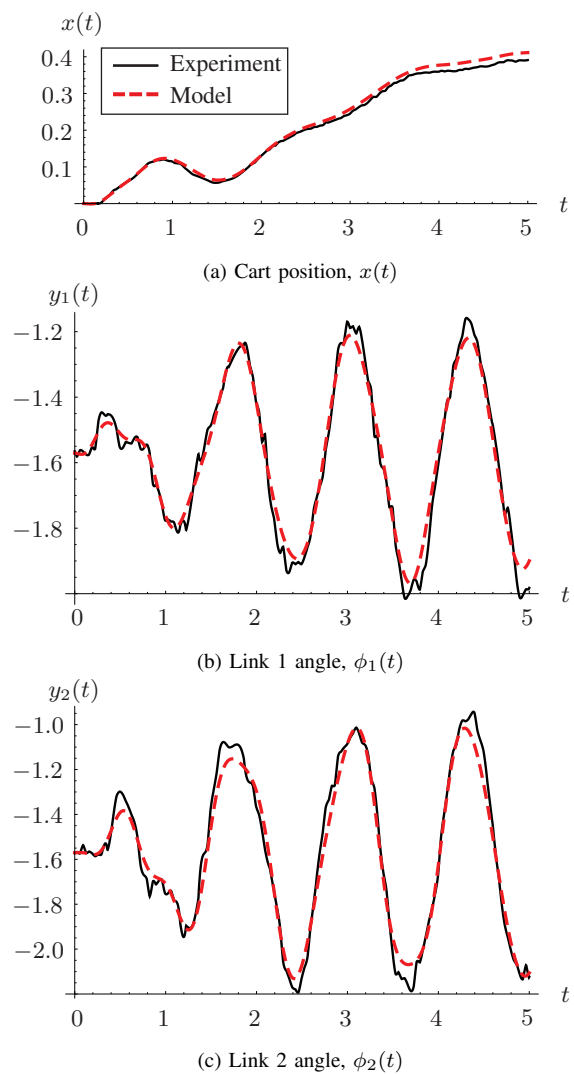 x(t)
0.4
0.3
0.2
0.1
Experiment
Model
0 1 2 3 4 5 t
(a) Cart position, x(t)
y₁(t)
−1.2
−1.4
−1.6
−1.8
0 1 2 3 4 5 t
(b) Link 1 angle, ϕ₁(t)
y₂(t)
−1.0
−1.2
−1.4
−1.6
−1.8
−2.0
0 1 2 3 4 5 t
(c) Link 2 angle, ϕ₂(t)